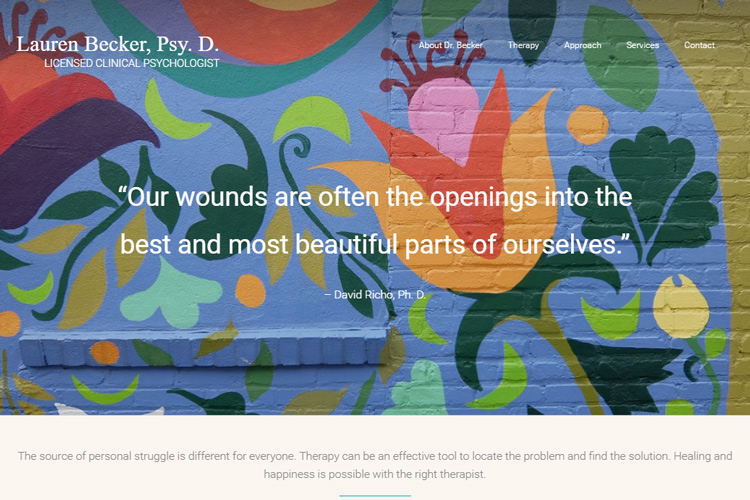 Lauren Becker, Psy. D.
LICENSED CLINICAL PSYCHOLOGIST
About Dr. Becker Therapy Approach Services Contact
“Our wounds are often the openings into the
best and most beautiful parts of ourselves.”
– David Richo, Ph. D.
The source of personal struggle is different for everyone. Therapy can be an effective tool to locate the problem and find the solution. Healing and
happiness is possible with the right therapist.